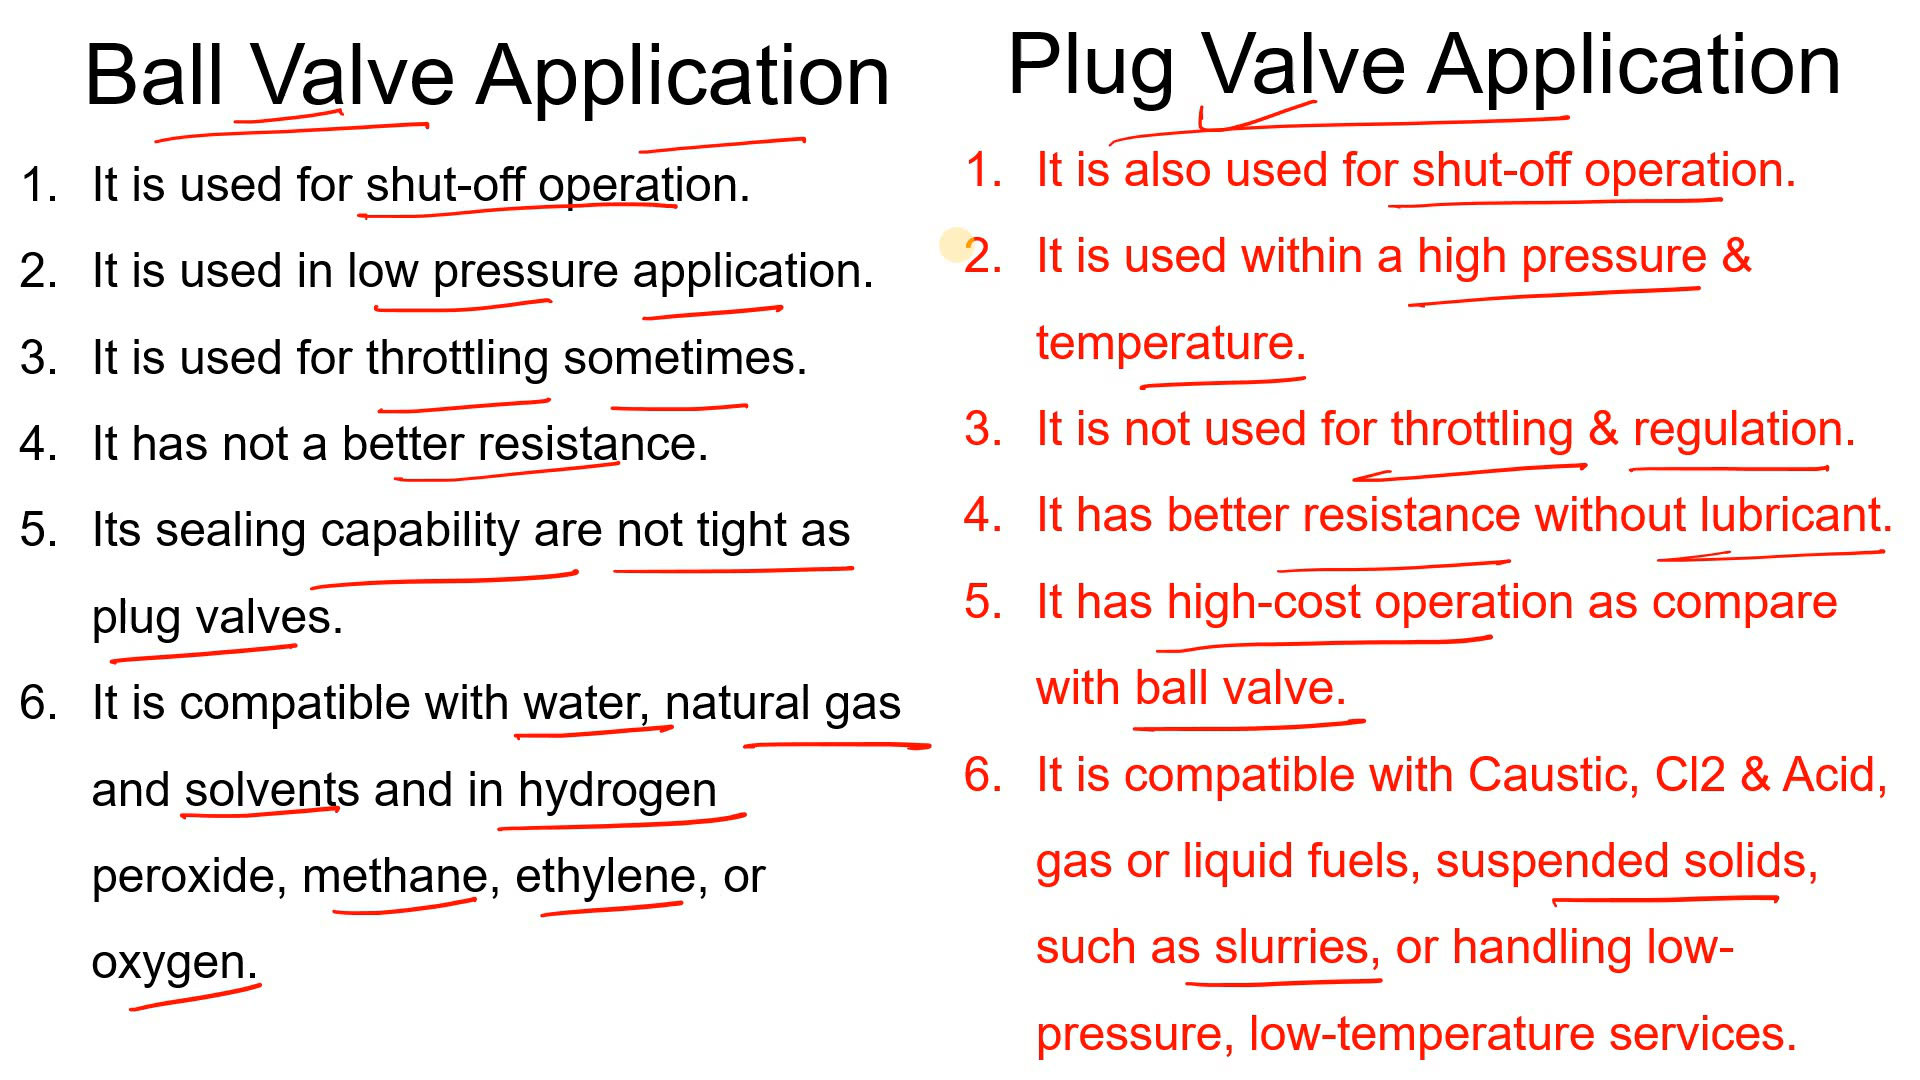 Ball Valve Application
1. It is used for shut-off operation.
2. It is used in low pressure application.
3. It is used for throttling sometimes.
4. It has not a better resistance.
5. Its sealing capability are not tight as
plug valves.
6. It is compatible with water, natural gas
and solvents and in hydrogen
peroxide, methane, ethylene, or
oxygen.
Plug Valve Application
1. It is also used for shut-off operation.
2. It is used within a high pressure &
temperature.
3. It is not used for throttling & regulation.
4. It has better resistance without lubricant.
5. It has high-cost operation as compare
with ball valve.
6. It is compatible with Caustic, Cl2 & Acid,
gas or liquid fuels, suspended solids,
such as slurries, or handling low-
pressure, low-temperature services.